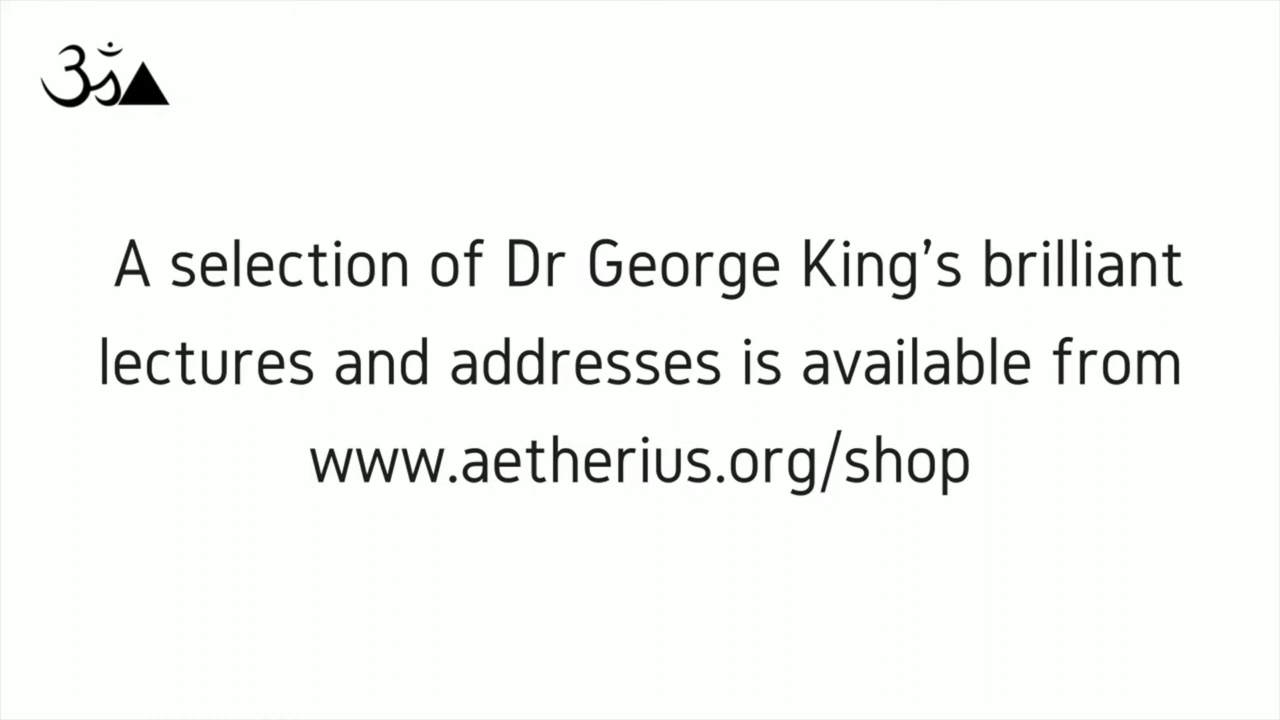 A selection of Dr George King's brilliant
lectures and addresses is available from
www.aetherius.org/shop